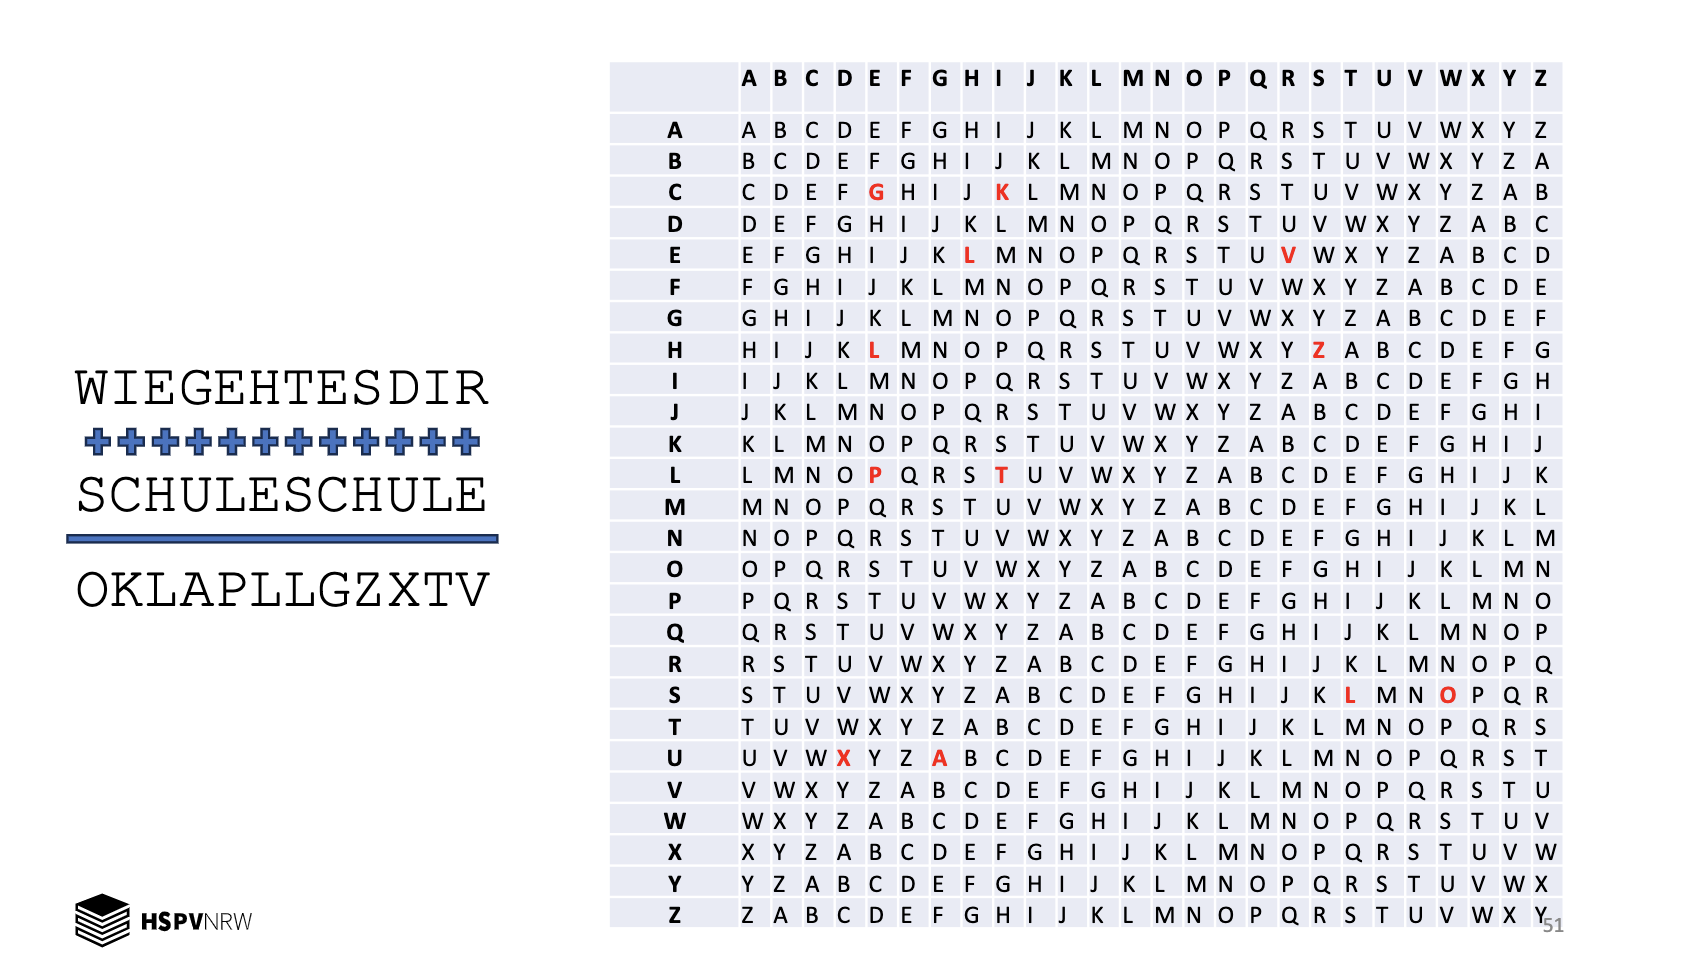 A B C D E F G H I J K L M N O P Q R S T U V W X Y Z
A A B C D E F G H I J K L M N O P Q R S T U V W X Y Z
B B C D E F G H I J K L M N O P Q R S T U V W X Y Z A
C C D E F G H I J K L M N O P Q R S T U V W X Y Z A B
D D E F G H I J K L M N O P Q R S T U V W X Y Z A B C
E E F G H I J K L M N O P Q R S T U V W X Y Z A B C D
F F G H I J K L M N O P Q R S T U V W X Y Z A B C D E
G G H I J K L M N O P Q R S T U V W X Y Z A B C D E F
H H I J K L M N O P Q R S T U V W X Y Z A B C D E F G
I I J K L M N O P Q R S T U V W X Y Z A B C D E F G H
J J K L M N O P Q R S T U V W X Y Z A B C D E F G H I
K K L M N O P Q R S T U V W X Y Z A B C D E F G H I J
L L M N O P Q R S T U V W X Y Z A B C D E F G H I J K
M M N O P Q R S T U V W X Y Z A B C D E F G H I J K L
N N O P Q R S T U V W X Y Z A B C D E F G H I J K L M
O O P Q R S T U V W X Y Z A B C D E F G H I J K L M N
P P Q R S T U V W X Y Z A B C D E F G H I J K L M N O
Q Q R S T U V W X Y Z A B C D E F G H I J K L M N O P
R R S T U V W X Y Z A B C D E F G H I J K L M N O P Q
S S T U V W X Y Z A B C D E F G H I J K L M N O P Q R
T T U V W X Y Z A B C D E F G H I J K L M N O P Q R S
U U V W X Y Z A B C D E F G H I J K L M N O P Q R S T
V V W X Y Z A B C D E F G H I J K L M N O P Q R S T U
W W X Y Z A B C D E F G H I J K L M N O P Q R S T U V
X X Y Z A B C D E F G H I J K L M N O P Q R S T U V W
Y Y Z A B C D E F G H I J K L M N O P Q R S T U V W X
Z Z A B C D E F G H I J K L M N O P Q R S T U V W X Y
WIEGEHTESDIR
SCHULESCHULE
OKLAPLLGZXTV
HSPVNRW
51